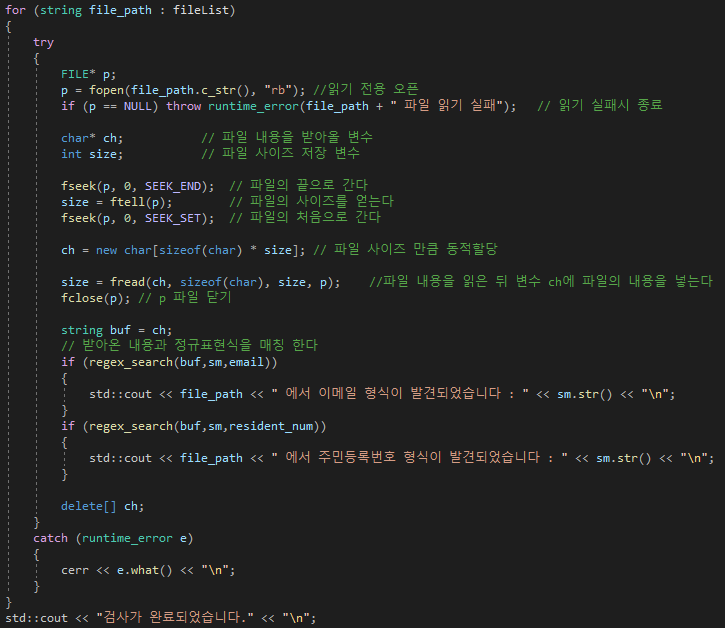 for (string file_path : fileList)
{
    try
    {
        FILE* p;
        p = fopen(file_path.c_str(), "rb"); //읽기 전용 오픈
        if (p == NULL) throw runtime_error(file_path + " 파일 읽기 실패");   // 읽기 실패시 종료
        char* ch;           // 파일 내용을 받아올 변수
        int size;           // 파일 사이즈 저장 변수
        fseek(p, 0, SEEK_END);  // 파일의 끝으로 간다
        size = ftell(p);        // 파일의 사이즈를 얻는다
        fseek(p, 0, SEEK_SET);  // 파일의 처음으로 간다
        ch = new char[sizeof(char) * size]; // 파일 사이즈 만큼 동적할당
        size = fread(ch, sizeof(char), size, p);    //파일 내용을 읽은 뒤 변수 ch에 파일의 내용을 넣는다
        fclose(p); // p 파일 닫기
        string buf = ch;
        // 받아온 내용과 정규표현식을 매칭 한다
        if (regex_search(buf,sm,email))
        {
            std::cout << file_path << " 에서 이메일 형식이 발견되었습니다 : " << sm.str() << "\n";
        }
        if (regex_search(buf,sm,resident_num))
        {
            std::cout << file_path << " 에서 주민등록번호 형식이 발견되었습니다 : " << sm.str() << "\n";
        }
        delete[] ch;
    }
    catch (runtime_error e)
    {
        cerr << e.what() << "\n";
    }
}
std::cout << "검사가 완료되었습니다." << "\n";